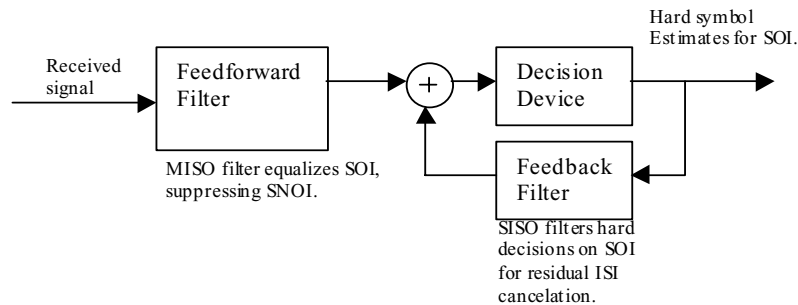 Hard symbol
Estimates for SOI.
Received
signal
Feedforward
Filter
+
Decision
Device
MISO filter equalizes SOI,
suppressing SNOI.
Feedback
Filter
SISO filters hard
decisions on SOI
for residual ISI
cancelation.